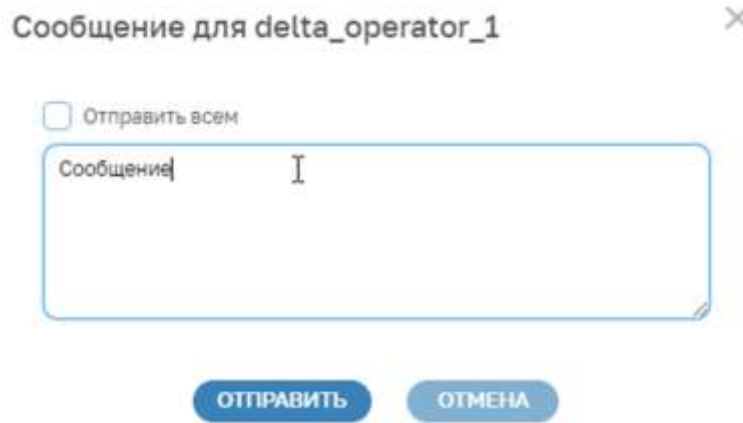 Сообщение для delta_operator_1
Отправить всем
Сообщение
ОТПРАВИТЬ
ОТМЕНА